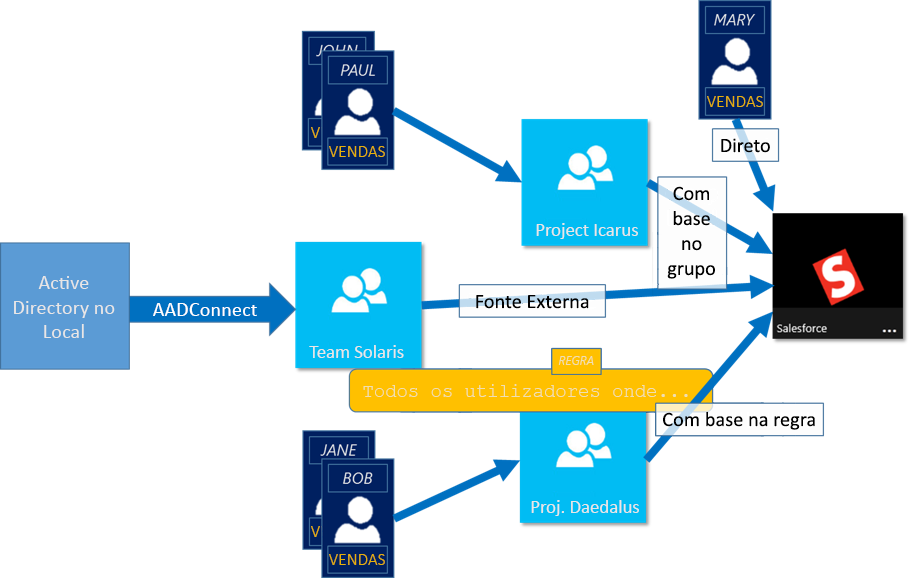 MARY
VENDAS
JOHN
PAUL
VENDAS
Direto
Project Icarus
Com
base
no
grupo
Active
Directory no
Local
AADConnect
Team Solaris
Fonte Externa
S
Salesforce
...
REGRA
Todos os utilizadores onde...
Com base na regra
JANE
BOB
VENDAS
Proj. Daedalus